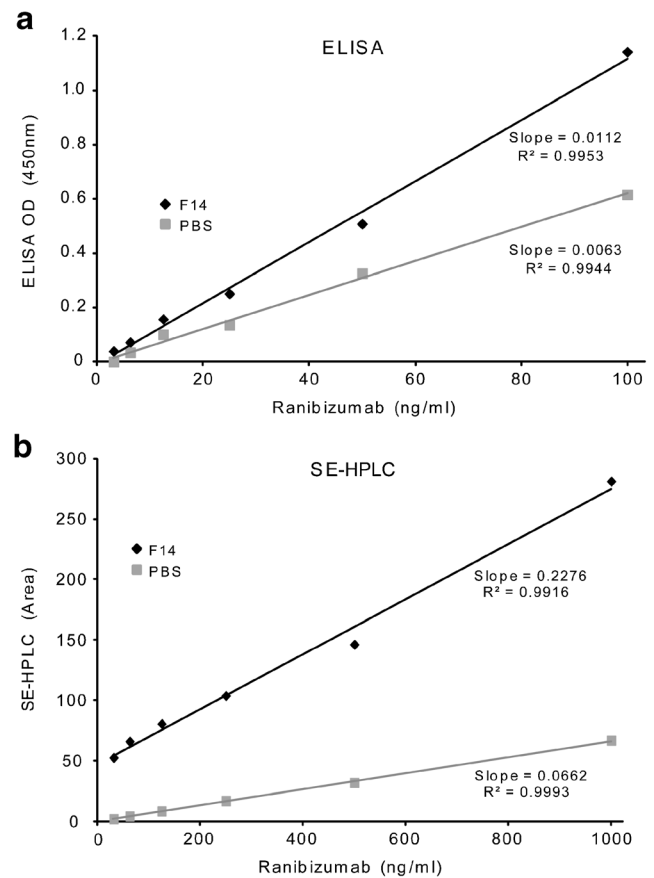 a
ELISA
1.2
1.0
0.8
0.6
0.4
0.2
0
ELISA OD (450nm)
F14
PBS
Slope = 0.0112
R² = 0.9953
Slope = 0.0063
R² = 0.9944
0 20 40 60 80 100
Ranibizumab (ng/ml)
b
SE-HPLC
300
250
200
150
100
50
0
SE-HPLC (Area)
F14
PBS
Slope = 0.2276
R² = 0.9916
Slope = 0.0662
R² = 0.9993
0 200 400 600 800 1000
Ranibizumab (ng/ml)